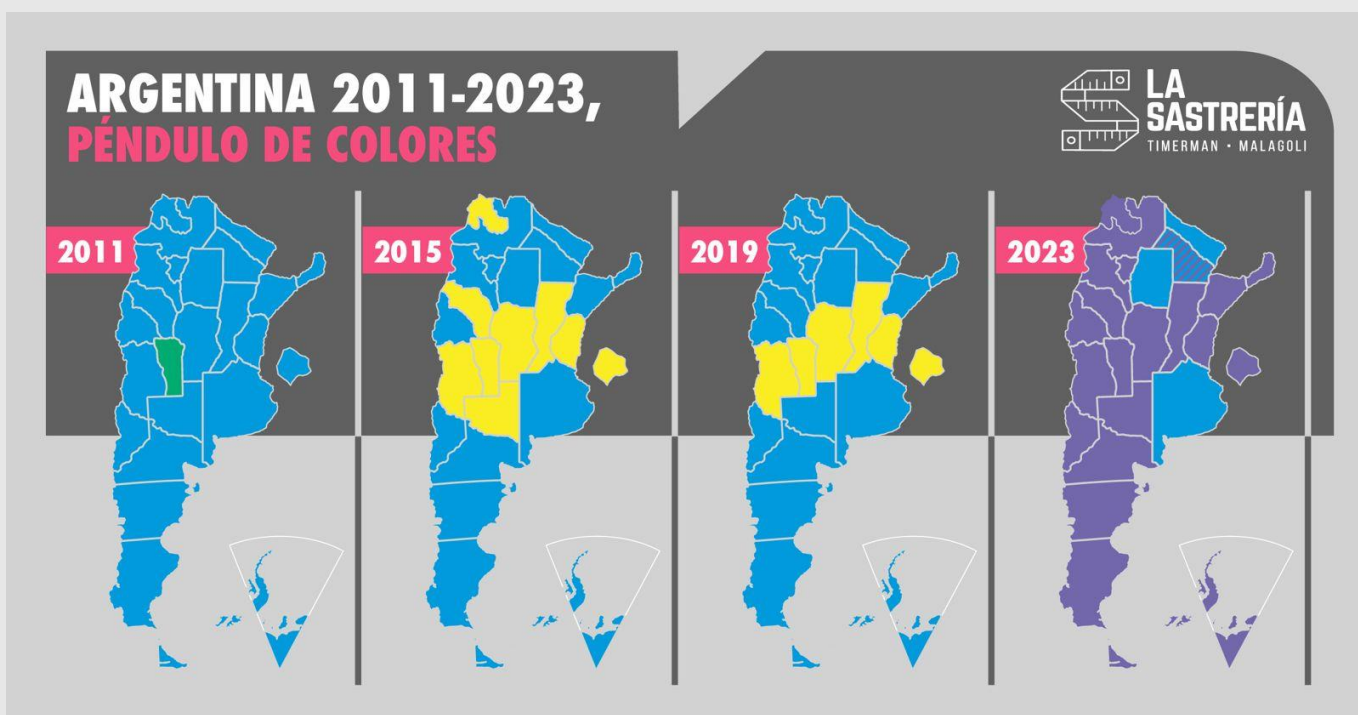 ARGENTINA 2011-2023,
PÉNDULO DE COLORES
LA
SASTRERÍA
TIMERMAN • MALAGOLI
2011
2015
2019
2023